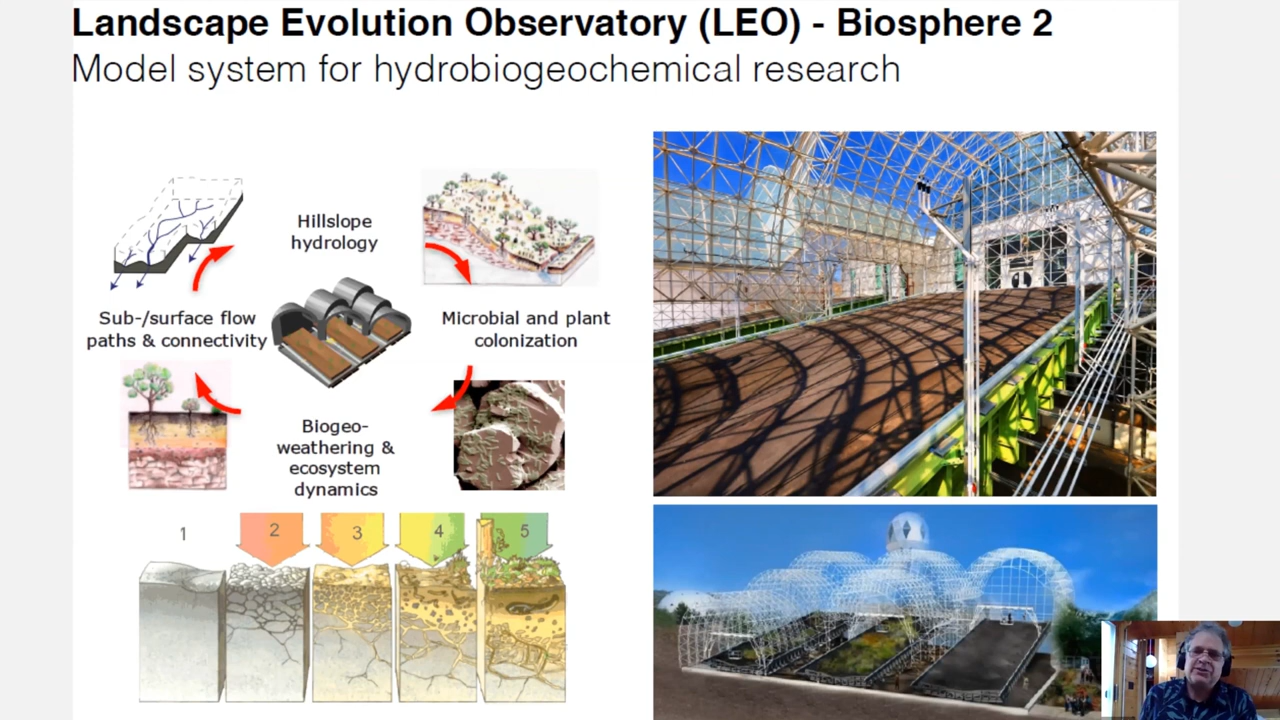 Landscape Evolution Observatory (LEO) - Biosphere 2
Model system for hydrobiogeochemical research
Hillslope
hydrology
Sub-/surface flow
paths & connectivity
Microbial and plant
colonization
Biogeo-
weathering &
ecosystem
dynamics
1 2 3 4 5